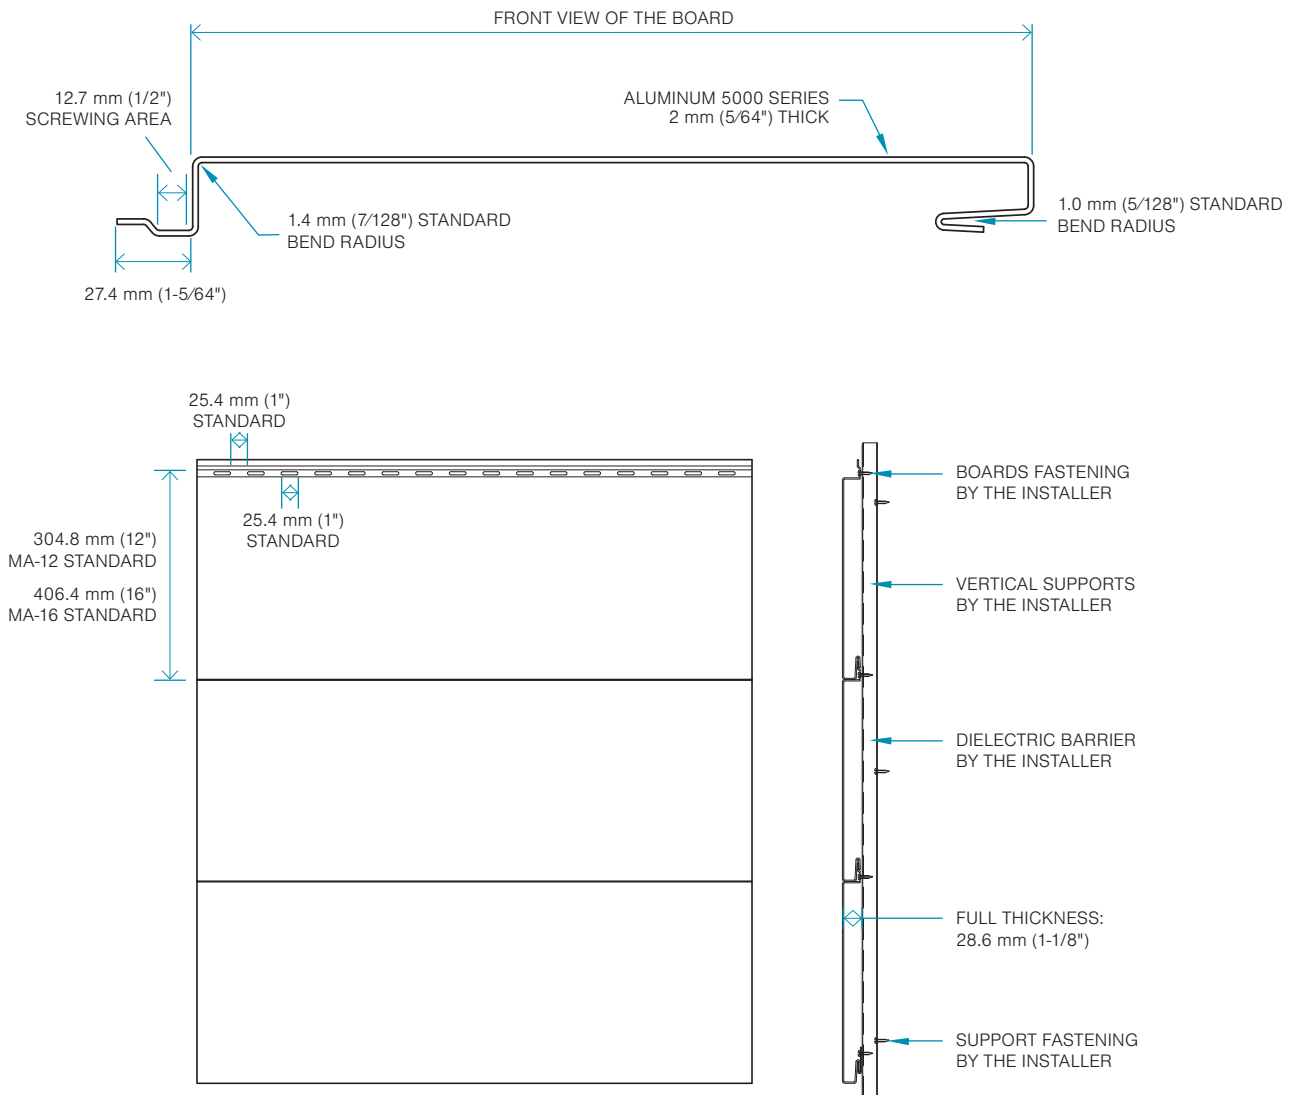 FRONT VIEW OF THE BOARD
12.7 mm (1/2")
SCREWING AREA
ALUMINUM 5000 SERIES
2 mm (5/64") THICK
1.4 mm (7/128") STANDARD
BEND RADIUS
1.0 mm (5/128") STANDARD
BEND RADIUS
27.4 mm (1-5/64")
25.4 mm (1")
STANDARD
25.4 mm (1")
STANDARD
304.8 mm (12")
MA-12 STANDARD
406.4 mm (16")
MA-16 STANDARD
BOARDS FASTENING
BY THE INSTALLER
VERTICAL SUPPORTS
BY THE INSTALLER
DIELECTRIC BARRIER
BY THE INSTALLER
FULL THICKNESS:
28.6 mm (1-1/8")
SUPPORT FASTENING
BY THE INSTALLER